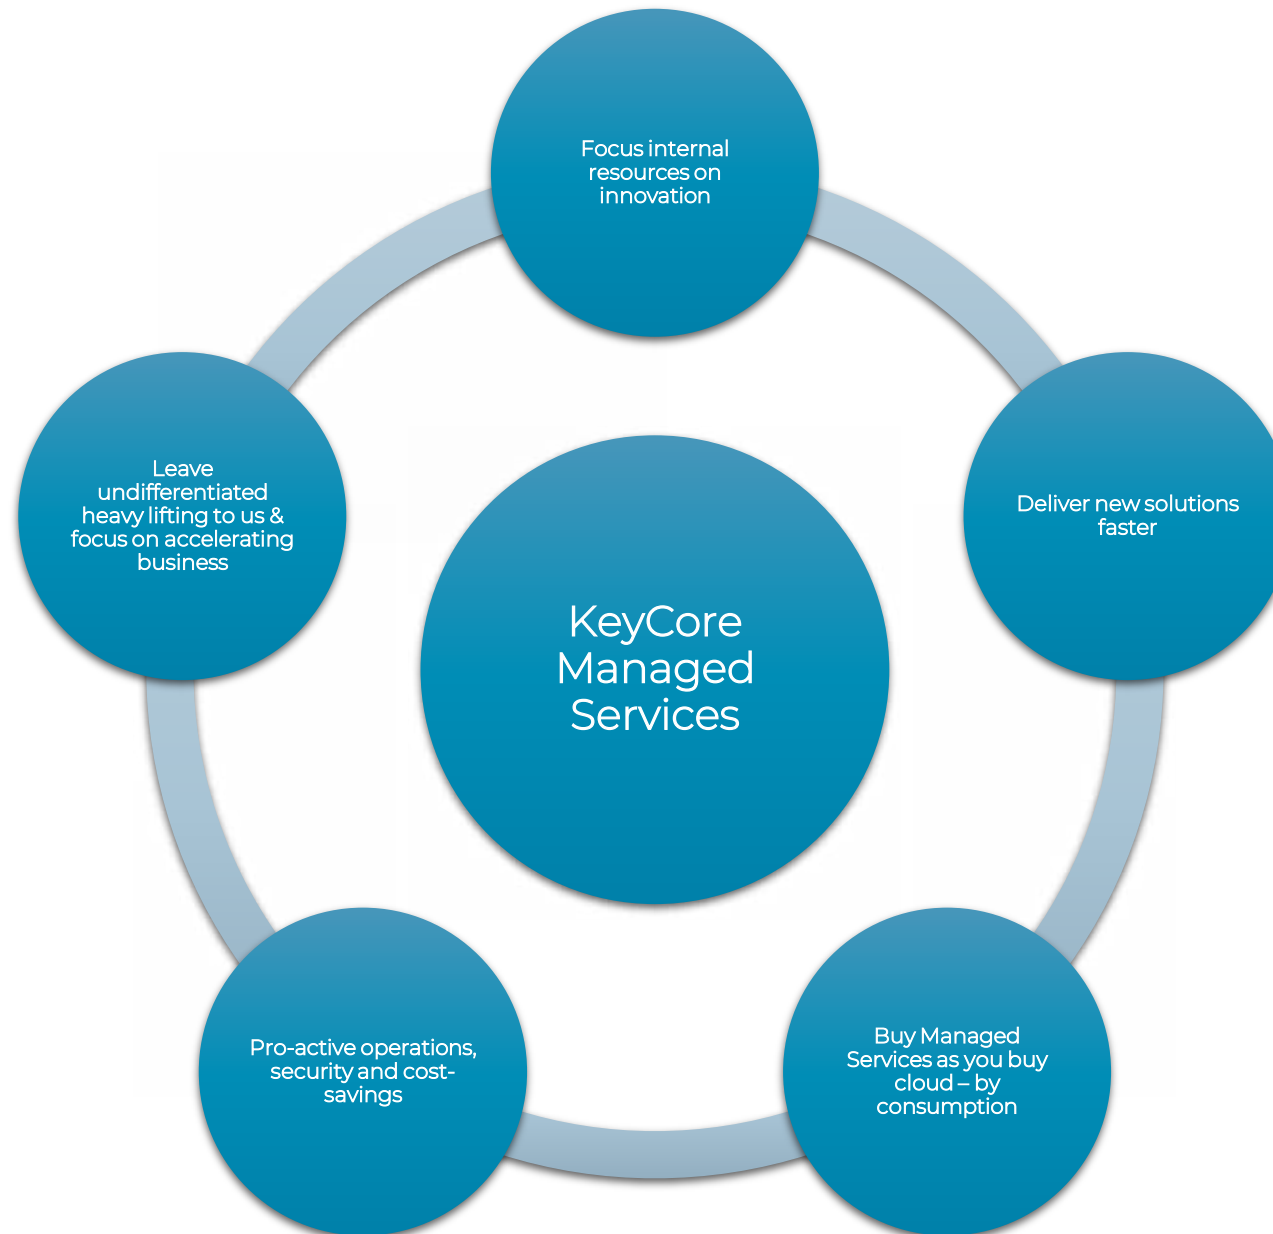 Focus internal
resources on
innovation
Leave
undifferentiated
heavy lifting to us &
focus on accelerating
business
Deliver new solutions
faster
KeyCore
Managed
Services
Pro-active operations,
security and cost-
savings
Buy Managed
Services as you buy
cloud – by
consumption